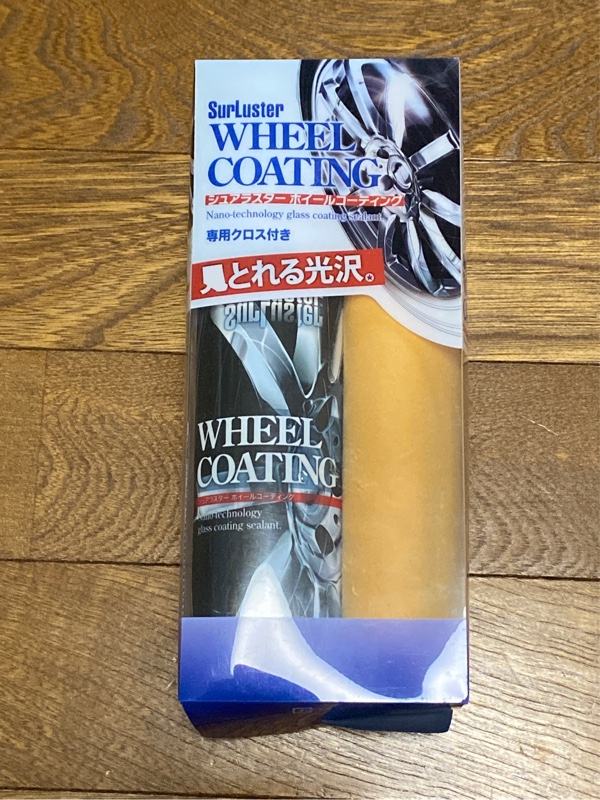 SurLuster
WHEEL
COATING
シュアラスター ホイールコーティング
Nano-technology glass coating sealant.
専用クロス付き
見とれる光沢。
SurLuster
WHEEL
COATING
シュアラスター ホイールコーティング
Nano-technology
glass coating sealant.